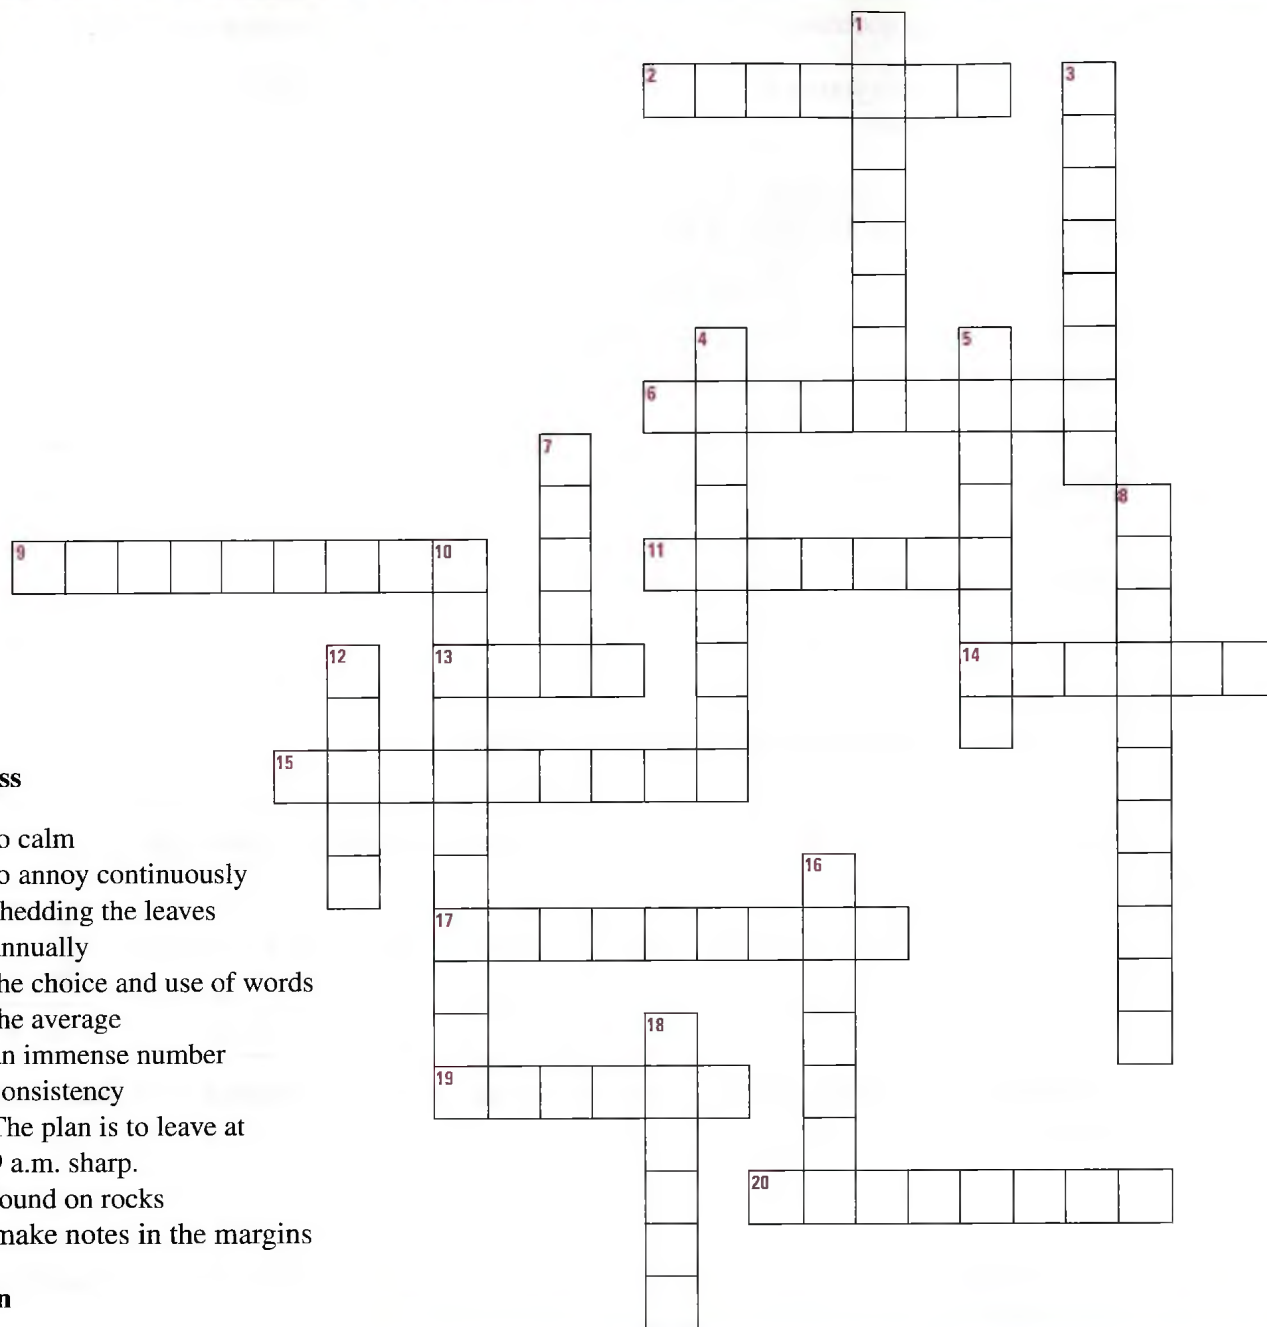 1
2
3
4
5
6
7
8
9
10
11
12
13
14
15
16
17
18
19
20
ss
o calm
o annoy continuously
hedding the leaves
nnually
he choice and use of words
he average
n immense number
onsistency
The plan is to leave at
a.m. sharp.
ound on rocks
make notes in the margins
n